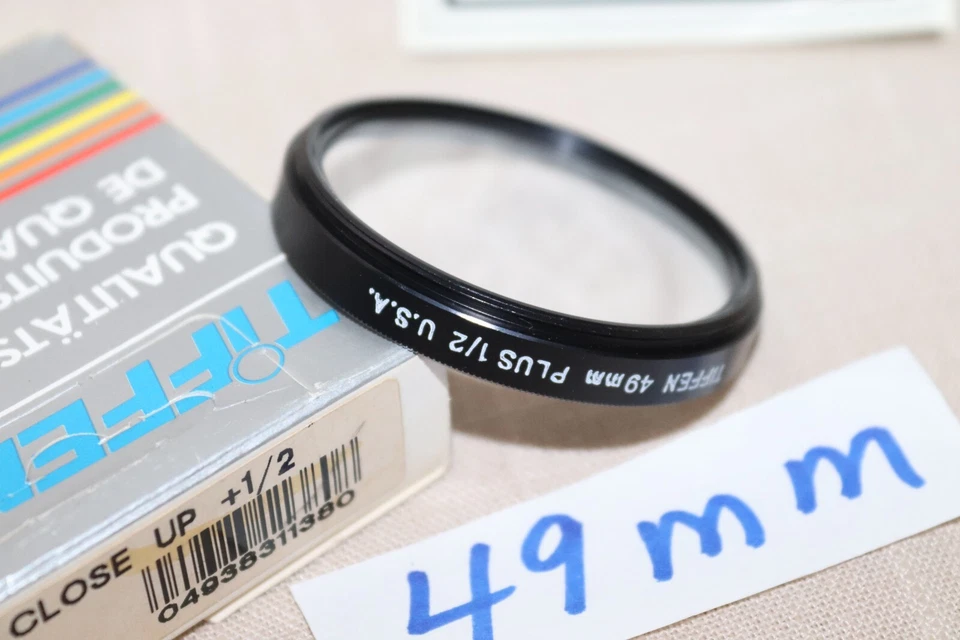 QUALITÄTS
PRODUITS
DE QUA
TIFFEN
CLOSE UP +1/2
04938311380
TIFFEN 49mm PLUS 1/2 U.S.A.
49mm